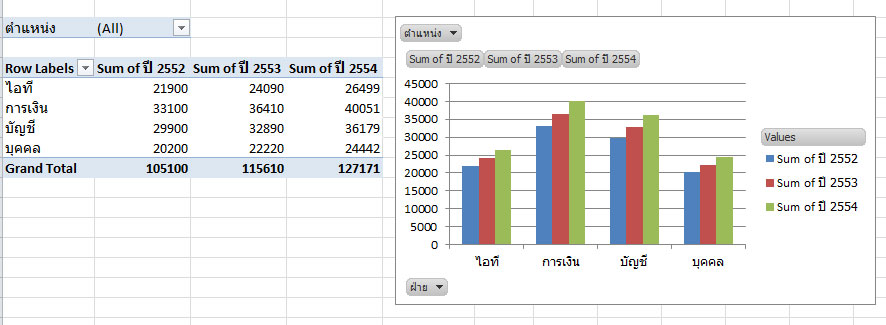 ตำแหน่ง (All)
Row Labels Sum of ปี 2552 Sum of ปี 2553 Sum of ปี 2554
ไอที 21900 24090 26499
การเงิน 33100 36410 40051
บัญชี 29900 32890 36179
บุคคล 20200 22220 24442
Grand Total 105100 115610 127171
ตำแหน่ง
Sum of ปี 2552 Sum of ปี 2553 Sum of ปี 2554
45000
40000
35000
30000
25000
20000
15000
10000
5000
0
ไอที การเงิน บัญชี บุคคล
Values
Sum of ปี 2552
Sum of ปี 2553
Sum of ปี 2554
ฝ่าย